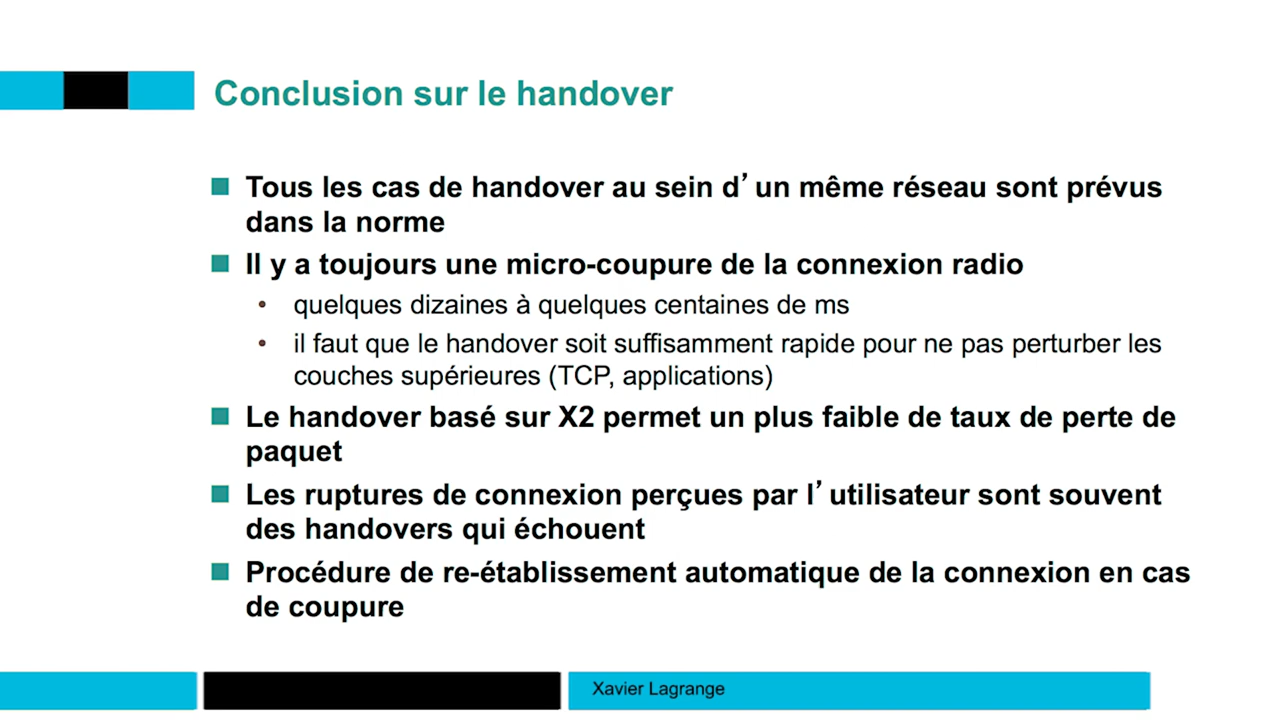 Conclusion sur le handover
Tous les cas de handover au sein d’un même réseau sont prévus
dans la norme
Il y a toujours une micro-coupure de la connexion radio
quelques dizaines à quelques centaines de ms
il faut que le handover soit suffisamment rapide pour ne pas perturber les
couches supérieures (TCP, applications)
Le handover basé sur X2 permet un plus faible de taux de perte de
paquet
Les ruptures de connexion perçues par l’utilisateur sont souvent
des handovers qui échouent
Procédure de re-établissement automatique de la connexion en cas
de coupure
Xavier Lagrange